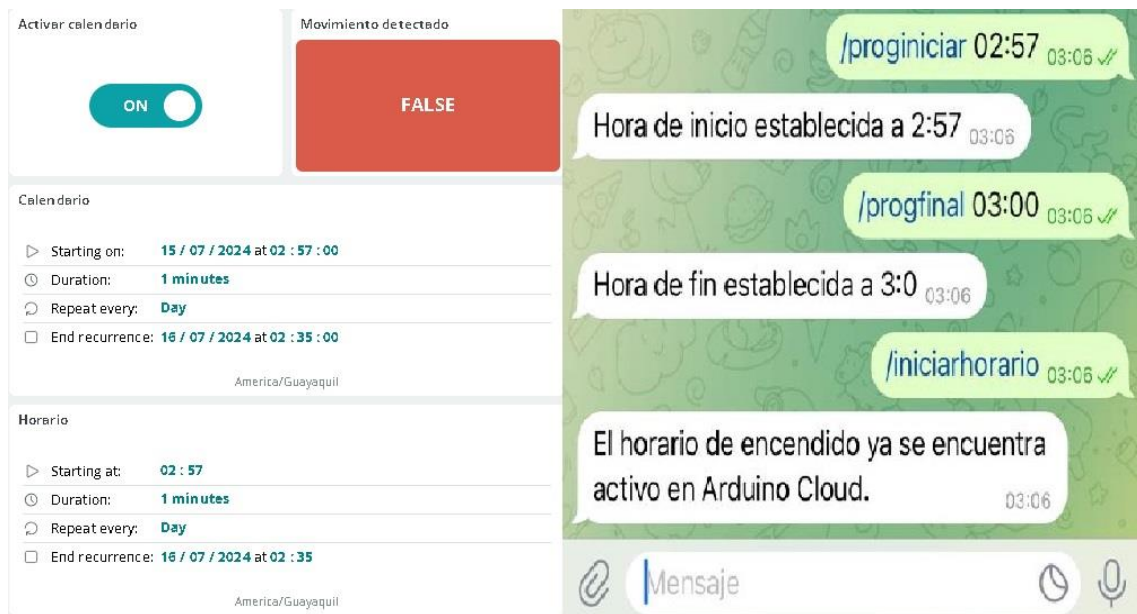 Activar calendario
Movimiento detectado
ON
FALSE
Calendario
Starting on: 15 / 07 / 2024 at 02 : 57 : 00
Duration: 1 minutes
Repeat every: Day
End recurrence: 16 / 07 / 2024 at 02 : 35 : 00
America/Guayaquil
Horario
Starting at: 02 : 57
Duration: 1 minutes
Repeat every: Day
End recurrence: 16 / 07 / 2024 at 02 : 35
America/Guayaquil
/proginiciar 02:57 03:06
Hora de inicio establecida a 2:57 03:06
/progfinal 03:00 03:06
Hora de fin establecida a 3:0 03:06
/iniciarhorario 03:06
El horario de encendido ya se encuentra
activo en Arduino Cloud. 03:06
Mensaje